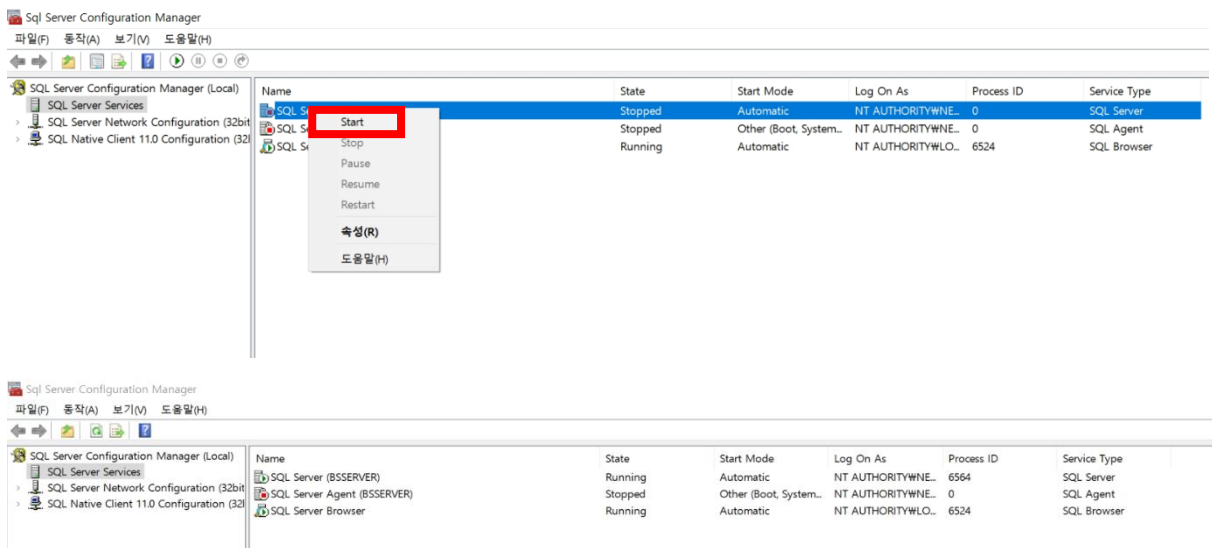 Sql Server Configuration Manager
파일(F) 동작(A) 보기(V) 도움말(H)
SQL Server Configuration Manager (Local)
SQL Server Services
SQL Server Network Configuration (32bit
SQL Native Client 11.0 Configuration (32
Name State Start Mode Log On As Process ID Service Type
SQL S Stopped Automatic NT AUTHORITY₩NE... 0 SQL Server
SQL S Stopped Other (Boot, System... NT AUTHORITY₩NE... 0 SQL Agent
SQL Se Running Automatic NT AUTHORITY₩LO... 6524 SQL Browser
Start
Stop
Pause
Resume
Restart
속성(R)
도움말(H)
Sql Server Configuration Manager
파일(F) 동작(A) 보기(V) 도움말(H)
SQL Server Configuration Manager (Local)
SQL Server Services
SQL Server Network Configuration (32bit
SQL Native Client 11.0 Configuration (32
Name State Start Mode Log On As Process ID Service Type
SQL Server (BSSERVER) Running Automatic NT AUTHORITY₩NE... 6564 SQL Server
SQL Server Agent (BSSERVER) Stopped Other (Boot, System... NT AUTHORITY₩NE... 0 SQL Agent
SQL Server Browser Running Automatic NT AUTHORITY₩LO... 6524 SQL Browser